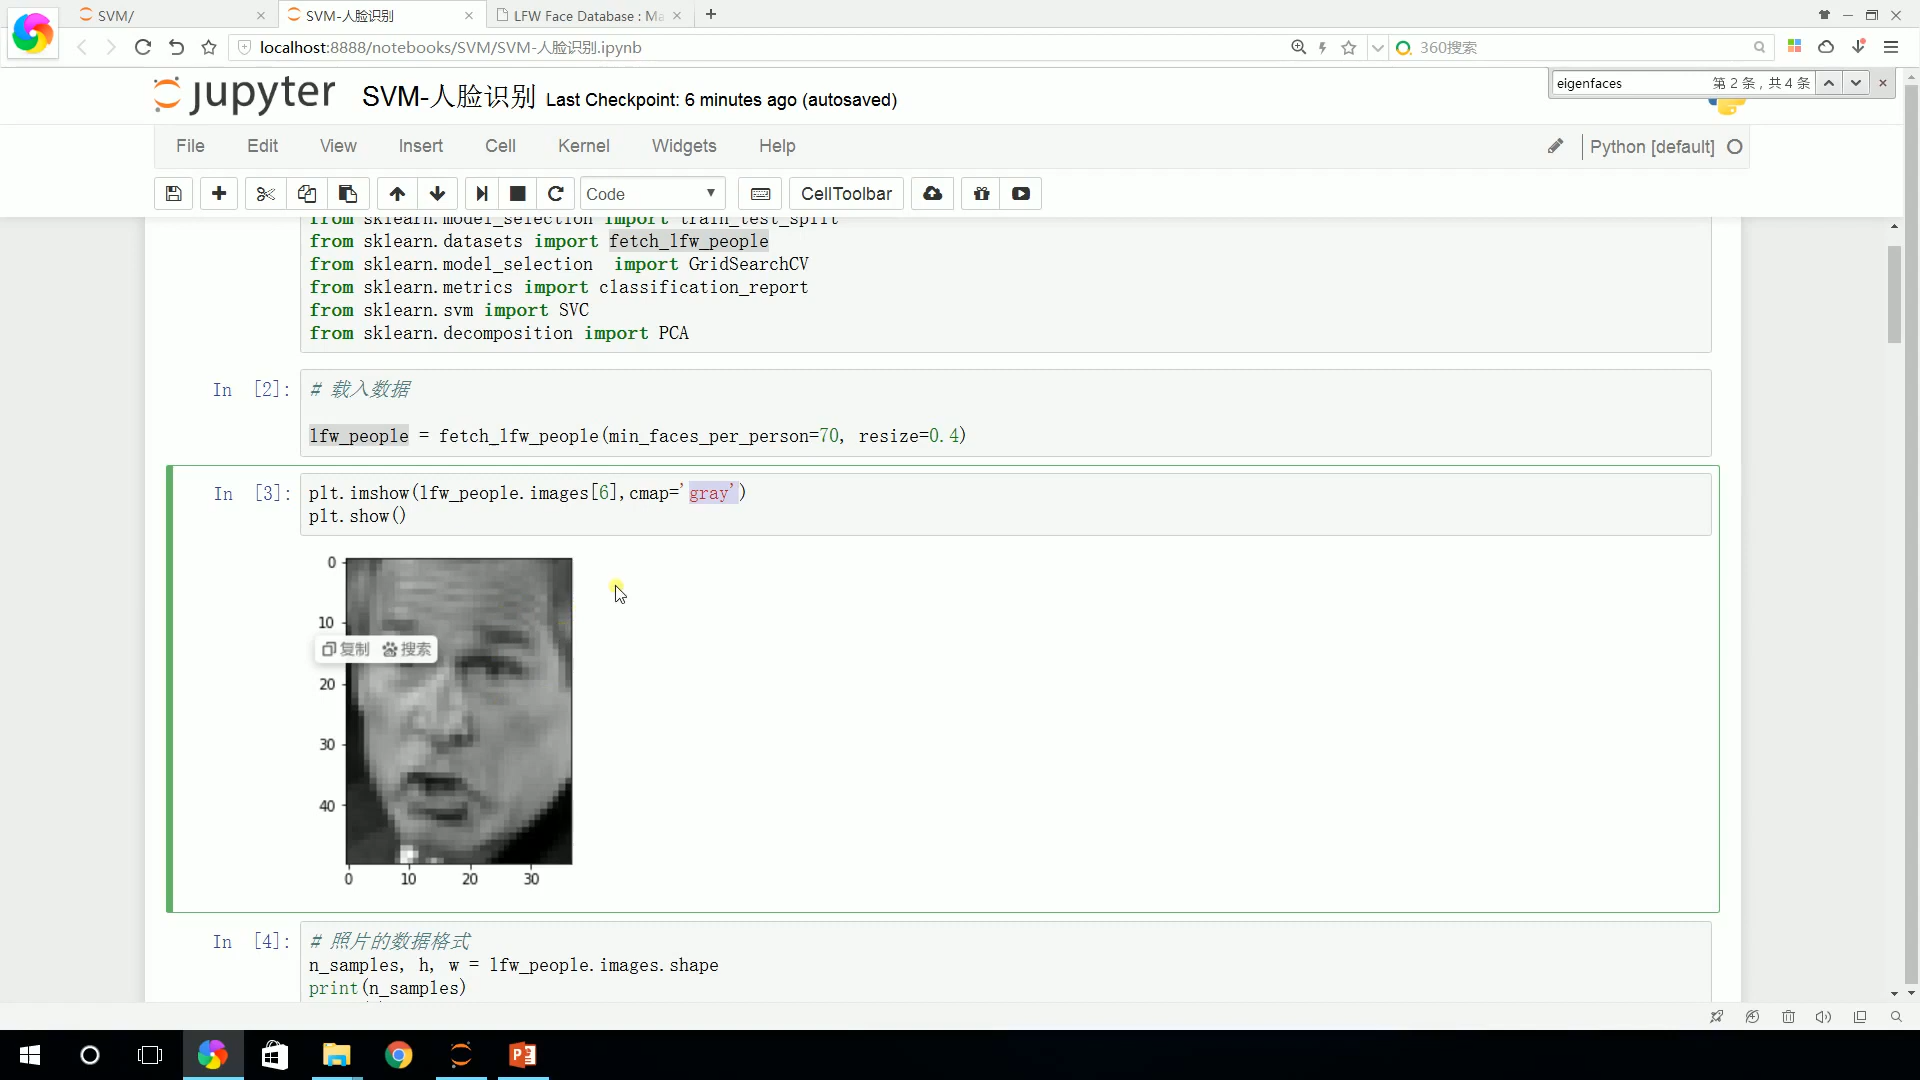 SVM/
SVM-人脸识别
LFW Face Database : Ma
localhost:8888/notebooks/SVM/SVM-人脸识别.ipynb
360搜索
jupyter
SVM-人脸识别 Last Checkpoint: 6 minutes ago (autosaved)
eigenfaces
第 2 条，共 4 条
File Edit View Insert Cell Kernel Widgets Help
Python [default]
Code
CellToolbar
from sklearn.model_selection import train_test_split
from sklearn.datasets import fetch_lfw_people
from sklearn.model_selection  import GridSearchCV
from sklearn.metrics import classification_report
from sklearn.svm import SVC
from sklearn.decomposition import PCA
In [2]:
# 载入数据
lfw_people = fetch_lfw_people(min_faces_per_person=70, resize=0.4)
In [3]:
plt.imshow(lfw_people.images[6],cmap='gray')
plt.show()
0
10
复制 搜索
20
30
40
0 10 20 30
In [4]:
# 照片的数据格式
n_samples, h, w = lfw_people.images.shape
print(n_samples)